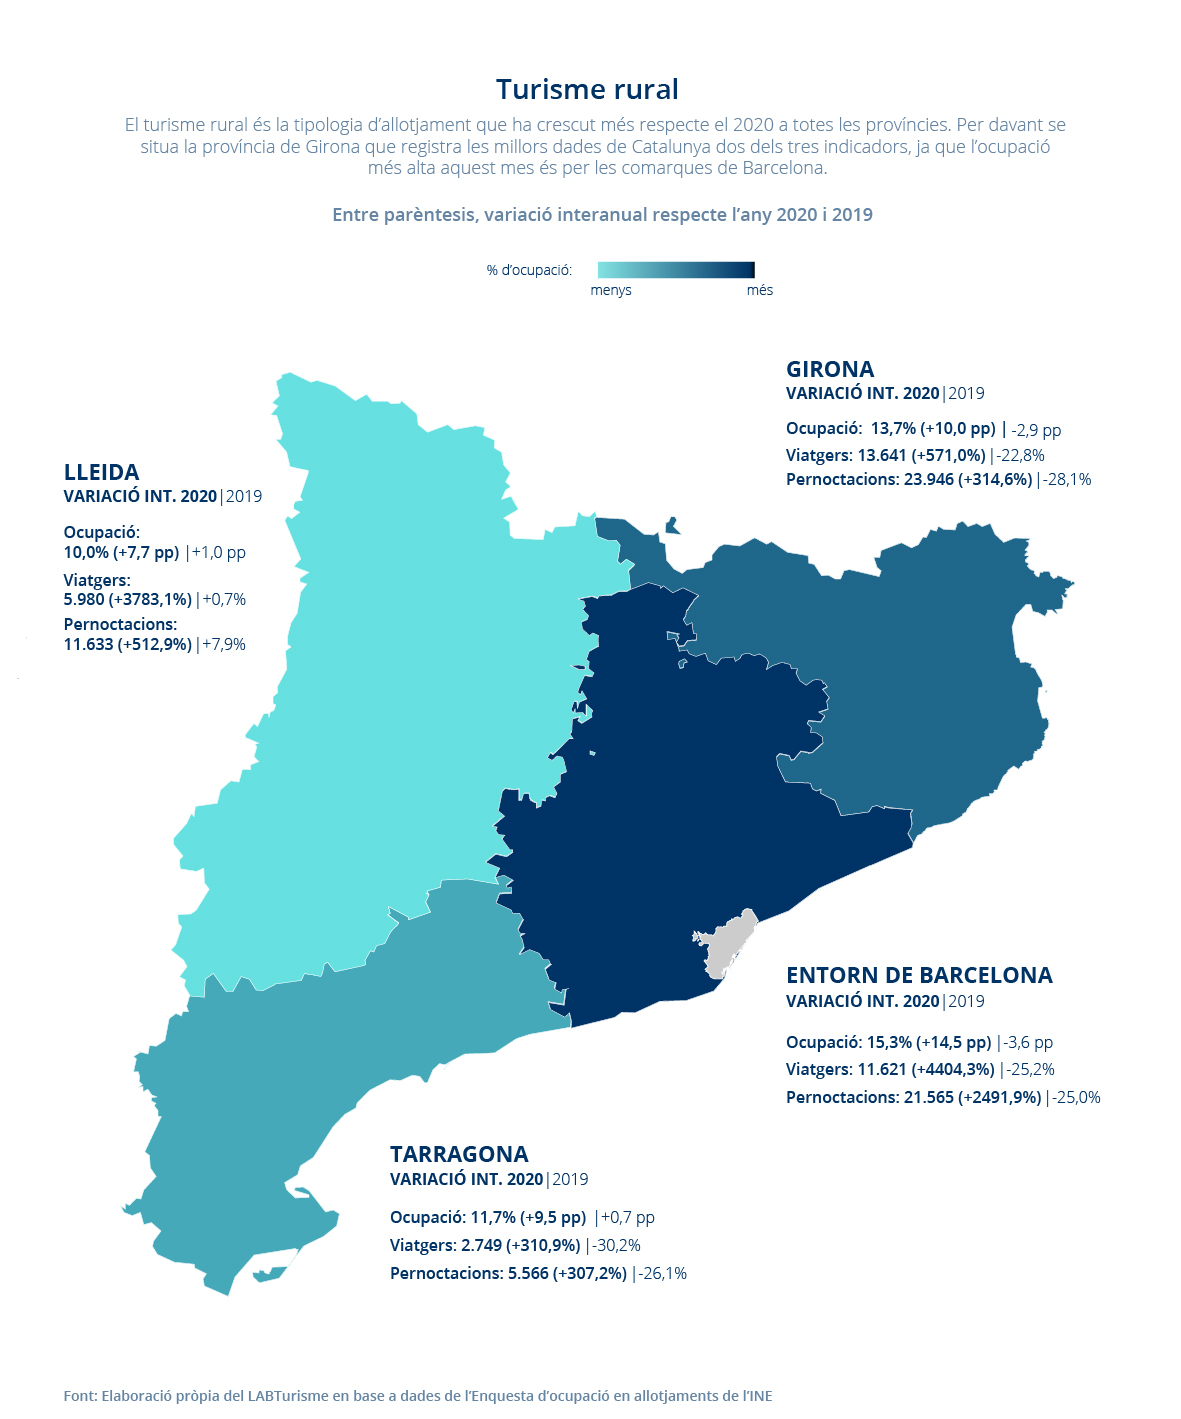 Turisme rural
El turisme rural és la tipologia d'allotjament que ha crescut més respecte el 2020 a totes les províncies. Per davant se
situa la província de Girona que registra les millors dades de Catalunya dos dels tres indicadors, ja que l'ocupació
més alta aquest mes és per les comarques de Barcelona.
Entre parèntesis, variació interanual respecte l'any 2020 i 2019
% d'ocupació:
menys més
GIRONA
VARIACIÓ INT. 2020|2019
Ocupació: 13,7% (+10,0 pp) | -2,9 pp
Viatgers: 13.641 (+571,0%)|-22,8%
Pernoctacions: 23.946 (+314,6%)|-28,1%
LLEIDA
VARIACIÓ INT. 2020|2019
Ocupació:
10,0% (+7,7 pp) |+1,0 pp
Viatgers:
5.980 (+3783,1%)|+0,7%
Pernoctacions:
11.633 (+512,9%)|+7,9%
ENTORN DE BARCELONA
VARIACIÓ INT. 2020|2019
Ocupació: 15,3% (+14,5 pp) |-3,6 pp
Viatgers: 11.621 (+4404,3%)|-25,2%
Pernoctacions: 21.565 (+2491,9%)|-25,0%
TARRAGONA
VARIACIÓ INT. 2020|2019
Ocupació: 11,7% (+9,5 pp) |+0,7 pp
Viatgers: 2.749 (+310,9%)|-30,2%
Pernoctacions: 5.566 (+307,2%)|-26,1%
Font: Elaboració pròpia del LABTurisme en base a dades de l'Enquesta d'ocupació en allotjaments de l'INE